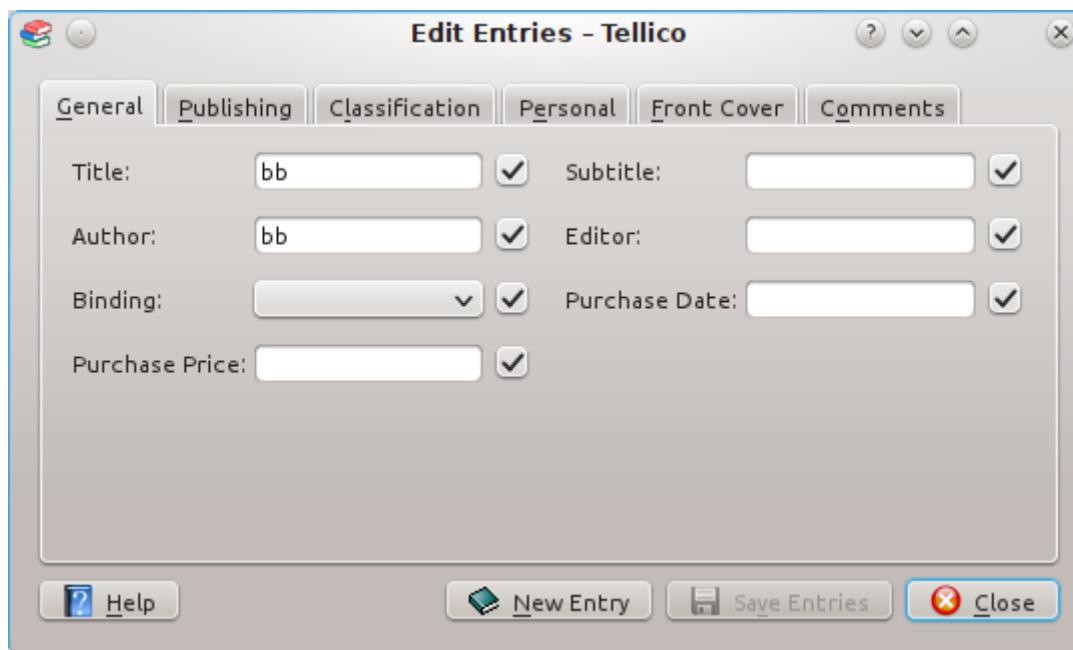 Edit Entries – Tellico
General Publishing Classification Personal Front Cover Comments
Title: bb Subtitle:
Author: bb Editor:
Binding: Purchase Date:
Purchase Price:
Help New Entry Save Entries Close